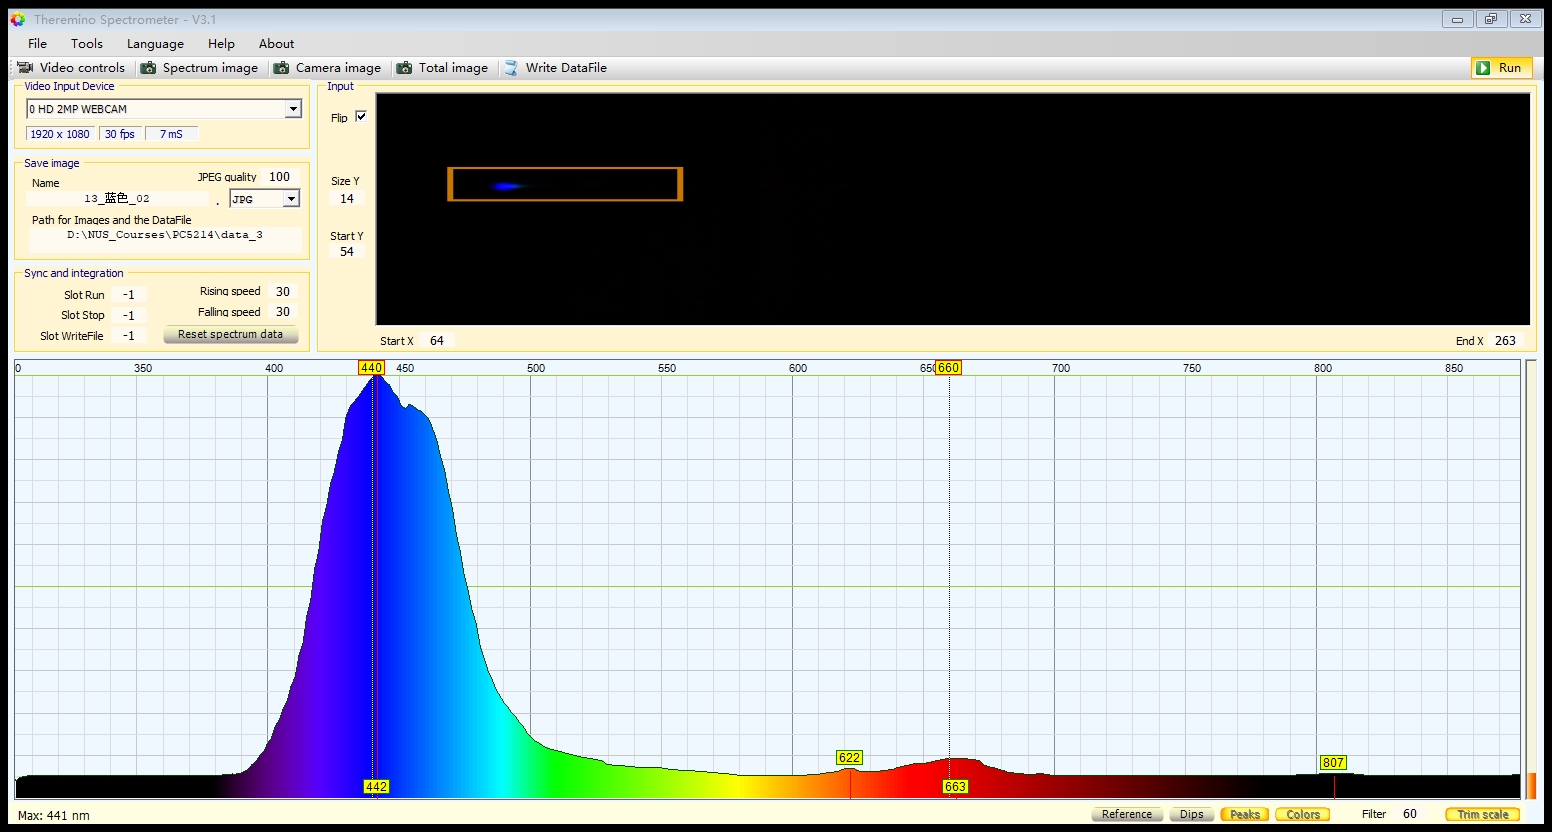 Theremino Spectrometer - V3.1
File Tools Language Help About
Video controls Spectrum image Camera image Total image Write DataFile Run
Video Input Device
0 HD 2MP WEBCAM
1920 x 1080 30 fps 7 mS
Save image
JPEG quality 100
Name
13_蓝色_02 . JPG
Path for Images and the DataFile
D:\NUS_Courses\PC5214\data_3
Sync and integration
Slot Run -1 Rising speed 30
Slot Stop -1 Falling speed 30
Slot WriteFile -1 Reset spectrum data
Input
Flip
Size Y
14
Start Y
54
Start X 64 End X 263
0 350 400 440 450 500 550 600 650 660 700 750 800 850
622
807
442 663
Max: 441 nm Reference Dips Peaks Colors Filter 60 Trim scale